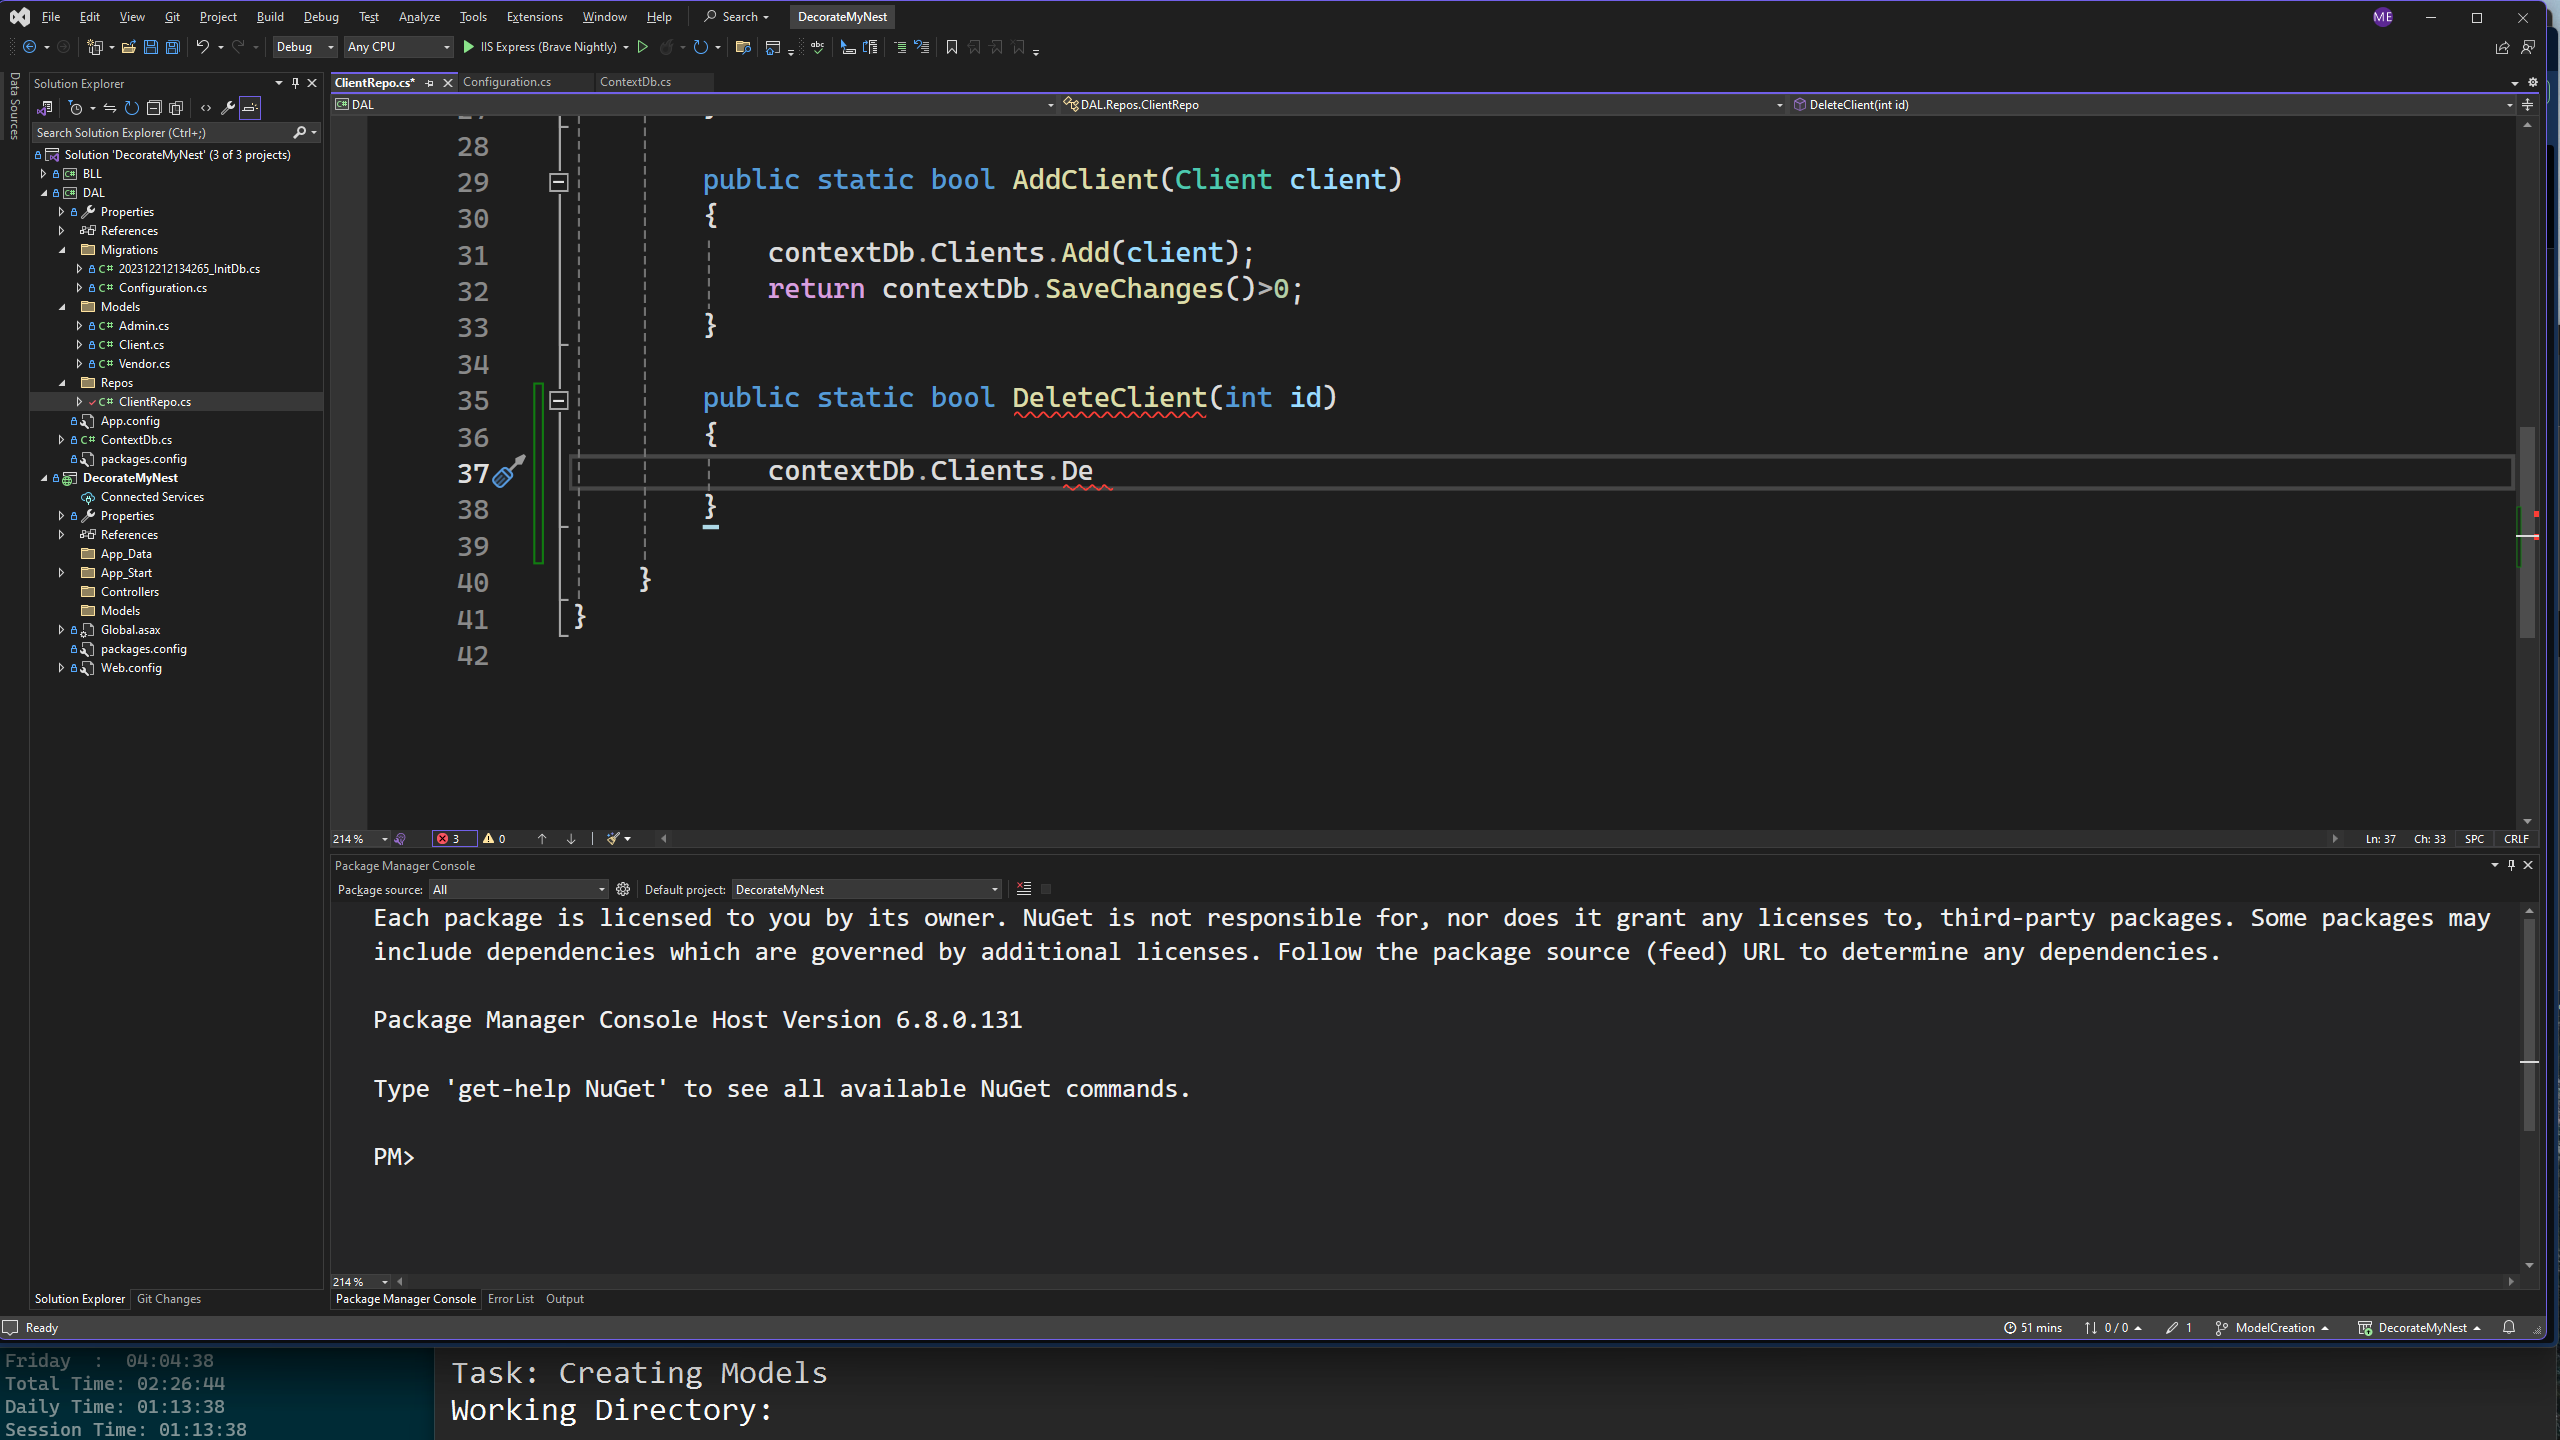 File Edit View Git Project Build Debug Test Analyze Tools Extensions Window Help Search DecorateMyNest ME
Debug Any CPU IIS Express (Brave Nightly)
Data Sources
Solution Explorer
Search Solution Explorer (Ctrl+;)
Solution 'DecorateMyNest' (3 of 3 projects)
BLL
DAL
Properties
References
Migrations
C# 202312212134265_InitDb.cs
C# Configuration.cs
Models
C# Admin.cs
C# Client.cs
C# Vendor.cs
Repos
C# ClientRepo.cs
App.config
C# ContextDb.cs
packages.config
DecorateMyNest
Connected Services
Properties
References
App_Data
App_Start
Controllers
Models
Global.asax
packages.config
Web.config
Solution Explorer Git Changes
ClientRepo.cs* Configuration.cs ContextDb.cs
C# DAL DAL.Repos.ClientRepo DeleteClient(int id)
28
29 public static bool AddClient(Client client)
30 {
31 contextDb.Clients.Add(client);
32 return contextDb.SaveChanges()>0;
33 }
34
35 public static bool DeleteClient(int id)
36 {
37 contextDb.Clients.De
38 }
39
40 }
41 }
42
214 % 3 0 Ln: 37 Ch: 33 SPC CRLF
Package Manager Console
Package source: All Default project: DecorateMyNest
Each package is licensed to you by its owner. NuGet is not responsible for, nor does it grant any licenses to, third-party packages. Some packages may
include dependencies which are governed by additional licenses. Follow the package source (feed) URL to determine any dependencies.
Package Manager Console Host Version 6.8.0.131
Type 'get-help NuGet' to see all available NuGet commands.
PM>
214 %
Package Manager Console Error List Output
Ready 51 mins 0 / 0 1 ModelCreation DecorateMyNest
Friday : 04:04:38
Total Time: 02:26:44
Daily Time: 01:13:38
Session Time: 01:13:38
Task: Creating Models
Working Directory: